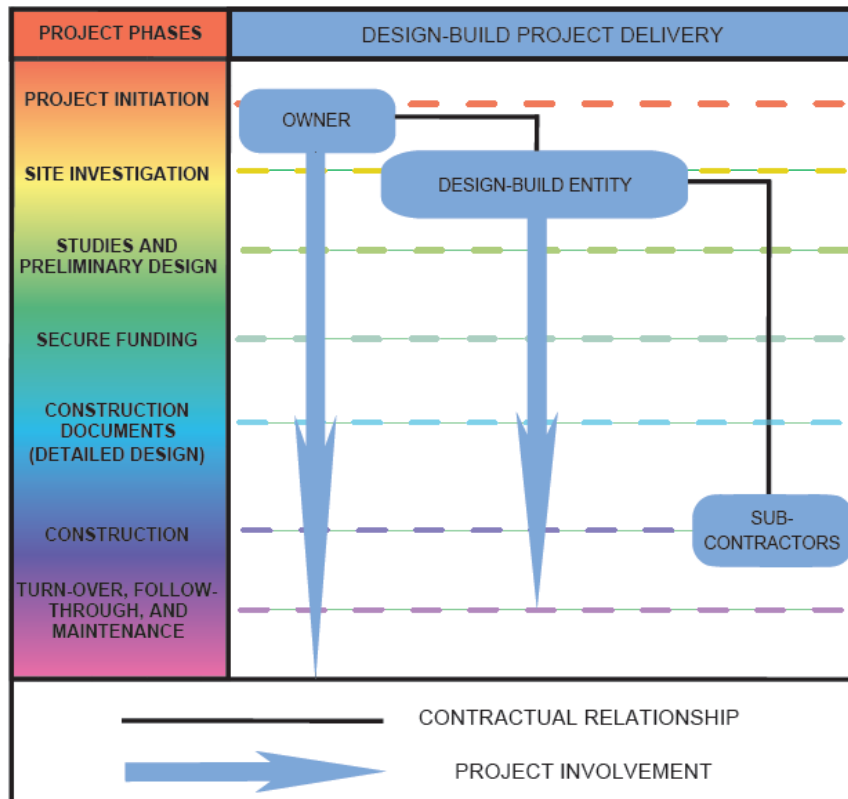 PROJECT PHASES
DESIGN-BUILD PROJECT DELIVERY
PROJECT INITIATION
OWNER
SITE INVESTIGATION
DESIGN-BUILD ENTITY
STUDIES AND
PRELIMINARY DESIGN
SECURE FUNDING
CONSTRUCTION
DOCUMENTS
(DETAILED DESIGN)
CONSTRUCTION
SUB-
CONTRACTORS
TURN-OVER, FOLLOW-
THROUGH, AND
MAINTENANCE
CONTRACTUAL RELATIONSHIP
PROJECT INVOLVEMENT